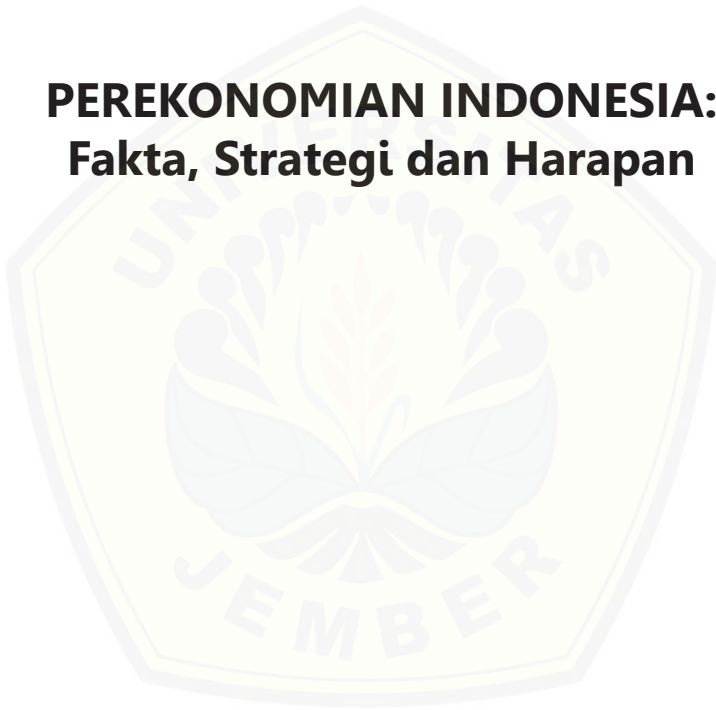 PEREKONOMIAN INDONESIA:
Fakta, Strategi dan Harapan
UNIVERSITAS
JEMBER